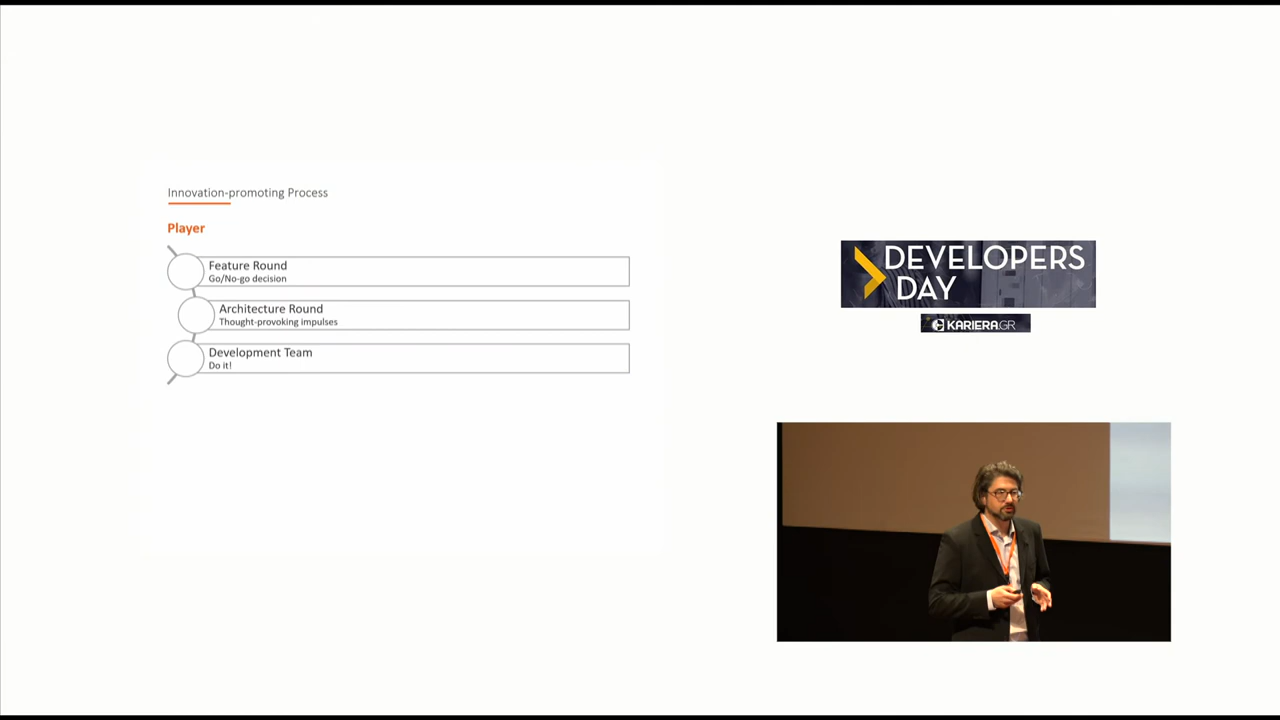 Innovation-promoting Process
Player
Feature Round
Go/No-go decision
Architecture Round
Thought-provoking impulses
Development Team
Do it!
DEVELOPERS
DAY
KARIERA.GR